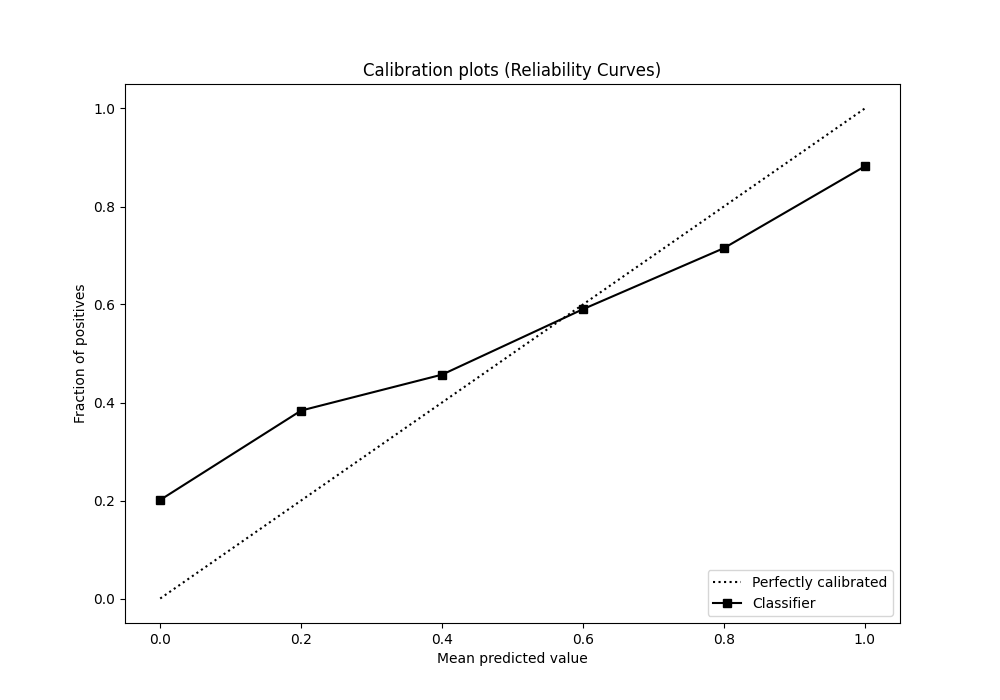 Calibration plots (Reliability Curves)
Fraction of positives
1.0
0.8
0.6
0.4
0.2
0.0
0.0 0.2 0.4 0.6 0.8 1.0
Mean predicted value
Perfectly calibrated
Classifier